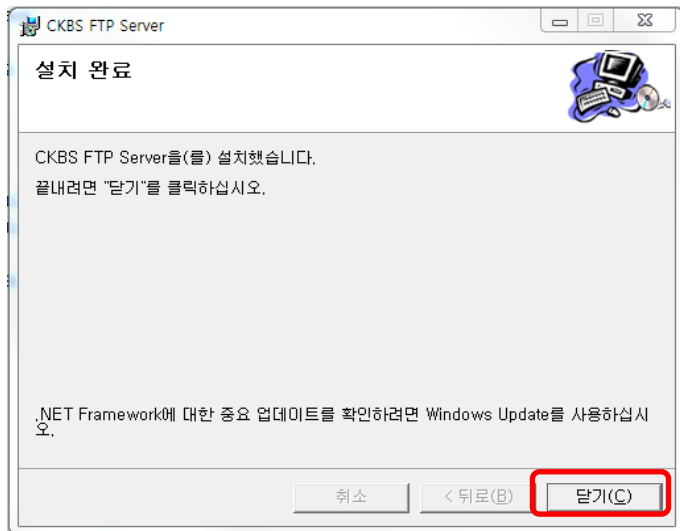 CKBS FTP Server
설치 완료
CKBS FTP Server을(를) 설치했습니다.
끝내려면 "닫기"를 클릭하십시오.
.NET Framework에 대한 중요 업데이트를 확인하려면 Windows Update를 사용하십시
오.
취소
< 뒤로(B)
닫기(C)